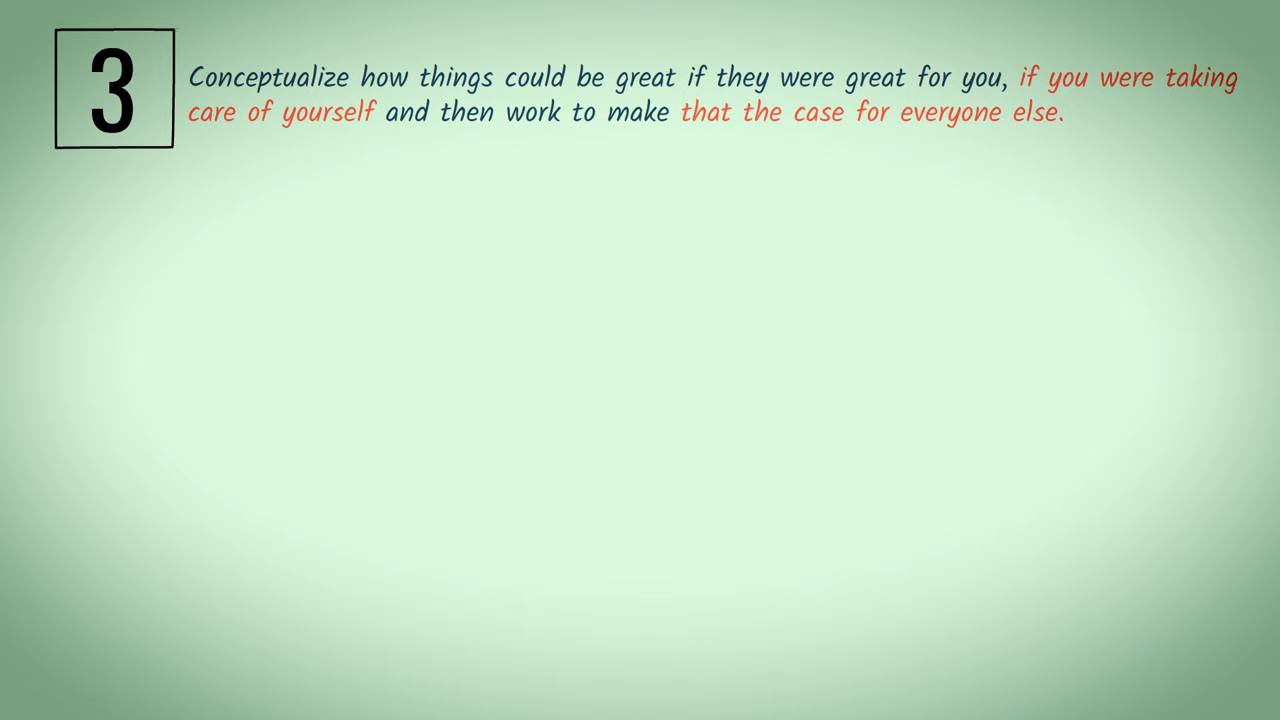 3
Conceptualize how things could be great if they were great for you, if you were taking
care of yourself and then work to make that the case for everyone else.